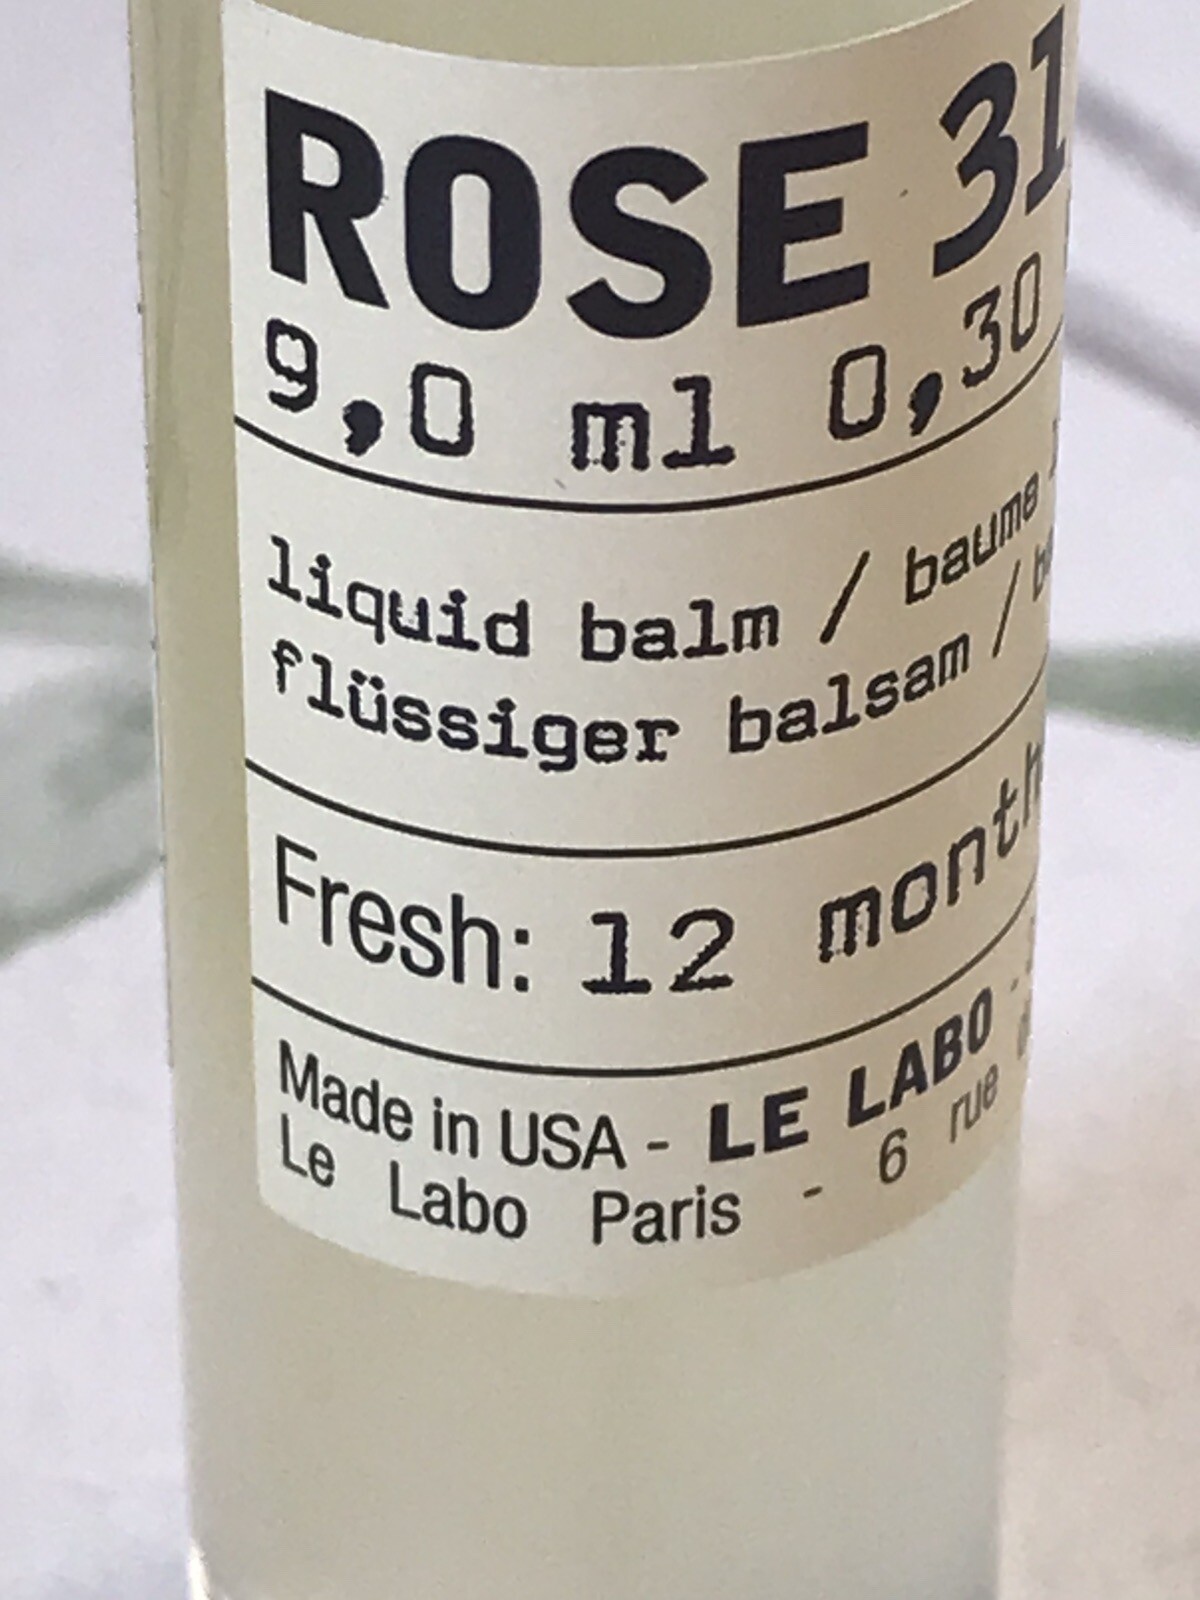 ROSE 31
9,0 ml 0,30
liquid balm / baume
flüssiger balsam /
Fresh: 12
Made in USA - LE LABO -
Le Labo Paris - 6 rue